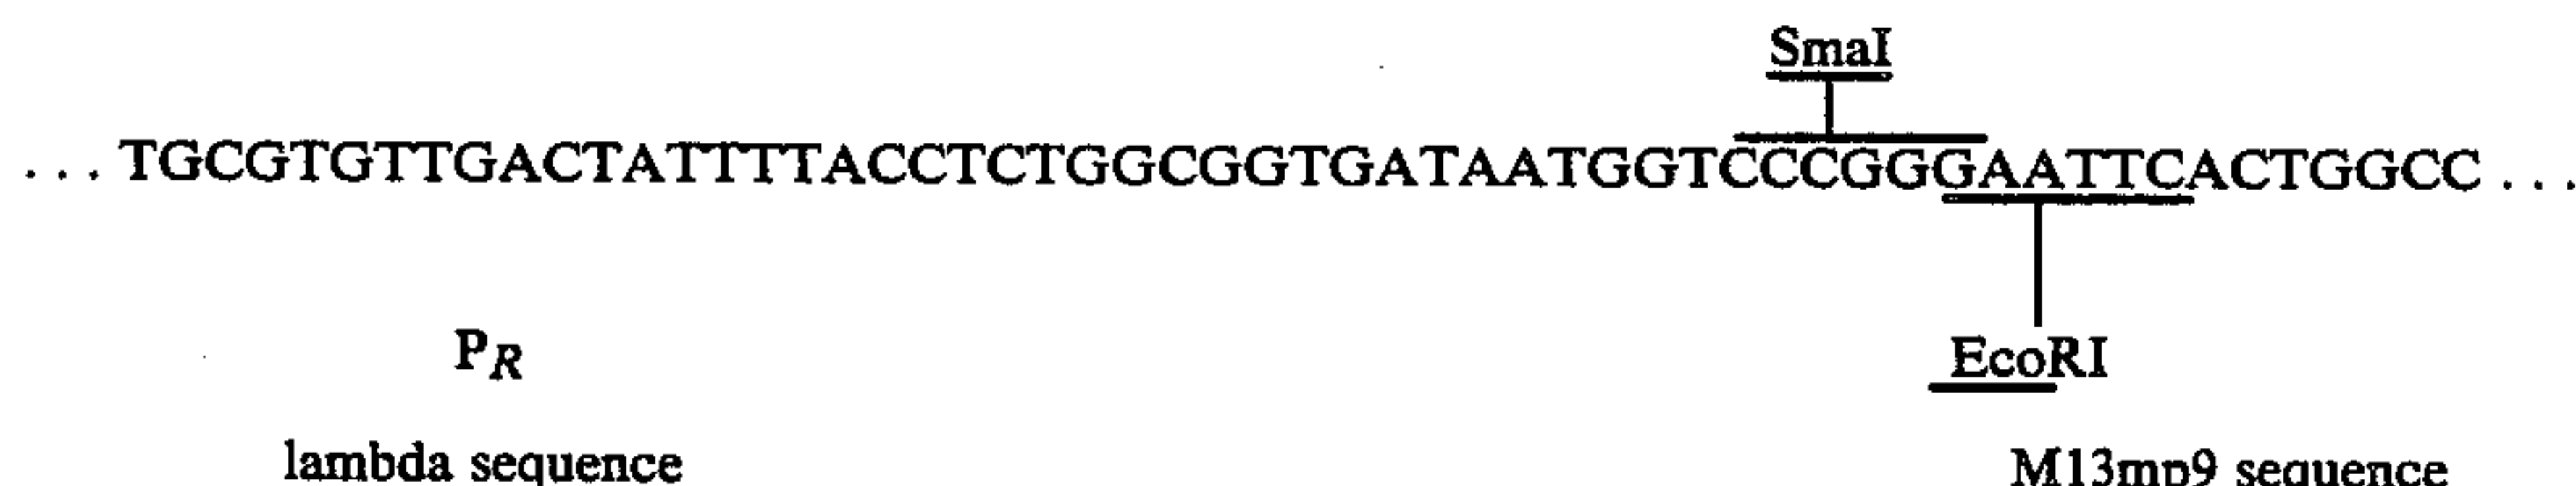 SmaI
...TGCGTGTTGACTATTTTACCTCTGGCGGTGATAATGGTCCCGGGAATTCACTGGCC...
PR
EcoRI
lambda sequence
M13mp9 sequence